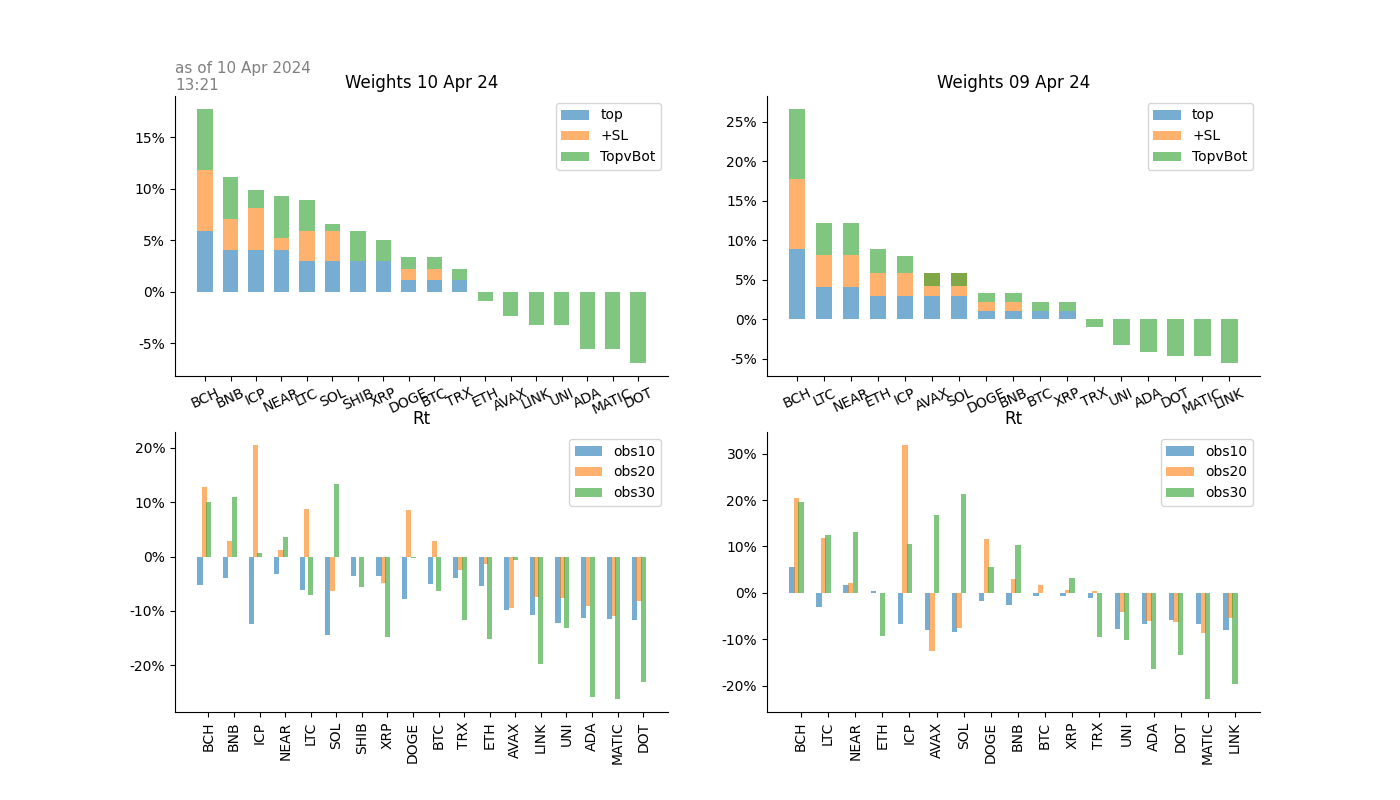 as of 10 Apr 2024
13:21
Weights 10 Apr 24
top
+SL
TopvBot
15%
10%
5%
0%
-5%
BCH BNB ICP NEAR LTC SOL SHIB XRP DOGE BTC TRX ETH AVAX LINK UNI ADA MATIC DOT
Weights 09 Apr 24
top
+SL
TopvBot
25%
20%
15%
10%
5%
0%
-5%
BCH LTC NEAR ETH ICP AVAX SOL DOGE BNB BTC XRP TRX UNI ADA DOT MATIC LINK
Rt
obs10
obs20
obs30
20%
10%
0%
-10%
-20%
BCH BNB ICP NEAR LTC SOL SHIB XRP DOGE BTC TRX ETH AVAX LINK UNI ADA MATIC DOT
Rt
obs10
obs20
obs30
30%
20%
10%
0%
-10%
-20%
BCH LTC NEAR ETH ICP AVAX SOL DOGE BNB BTC XRP TRX UNI ADA DOT MATIC LINK